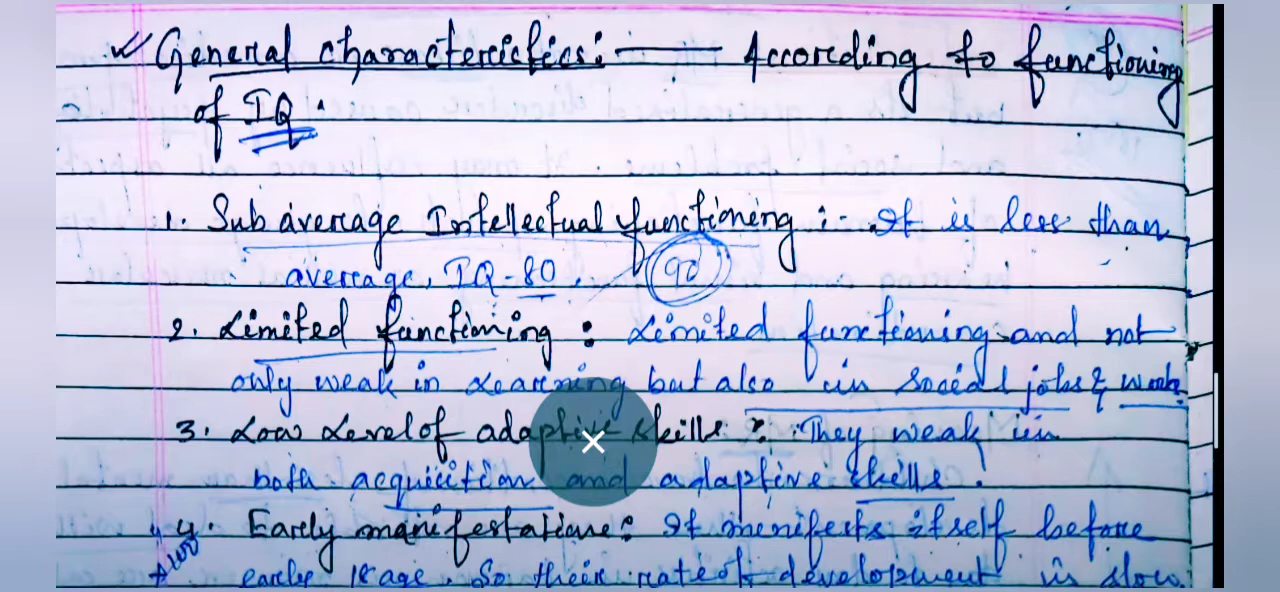 General characterictics: — According to functioning
of IQ.
1. Sub average Intellectual functioning :- It is less than
average. IQ-80. 90
2. Limited functioning : Limited functioning and not
only weak in Learning but also in social jobs & work.
3. Low Level of adaptive skills : They weak in
both acquicition and adaptive skills.
4. Early manifestations: It menifects itself before
early 18 age. So their rate of development is slow.